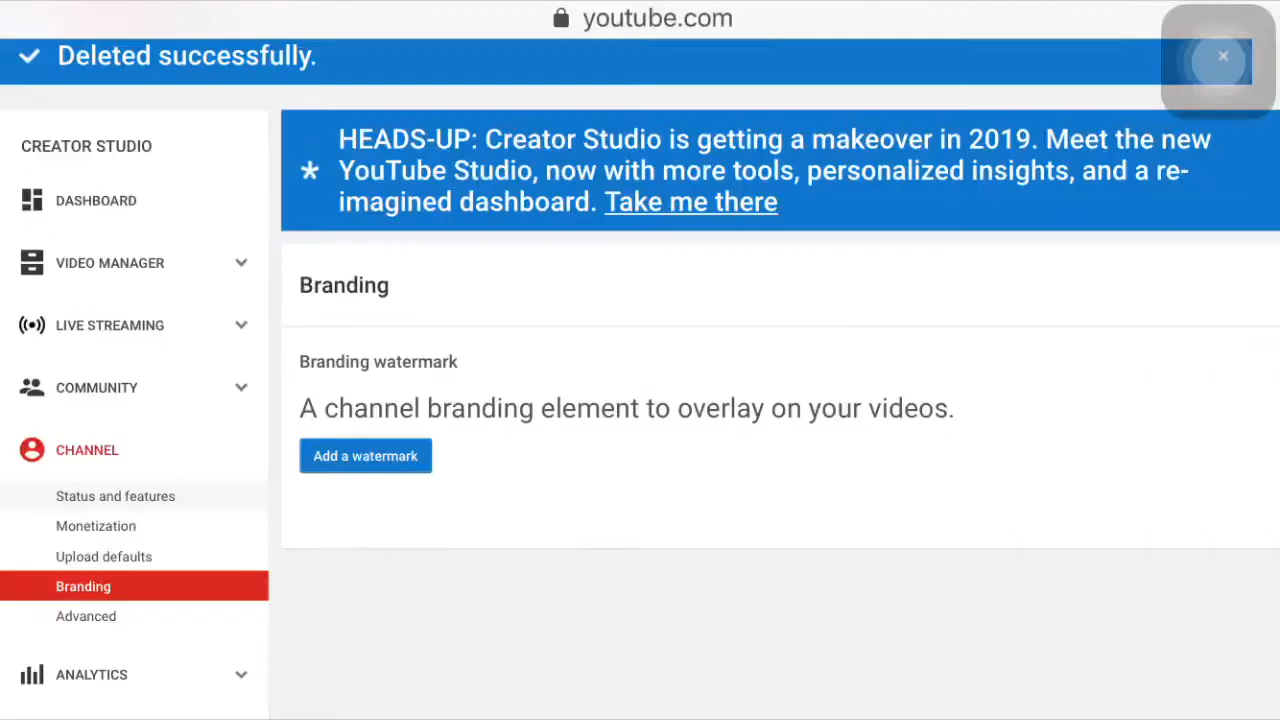 youtube.com
Deleted successfully.
CREATOR STUDIO
DASHBOARD
VIDEO MANAGER
LIVE STREAMING
COMMUNITY
CHANNEL
Status and features
Monetization
Upload defaults
Branding
Advanced
ANALYTICS
HEADS-UP: Creator Studio is getting a makeover in 2019. Meet the new
YouTube Studio, now with more tools, personalized insights, and a re-
imagined dashboard. Take me there
Branding
Branding watermark
A channel branding element to overlay on your videos.
Add a watermark